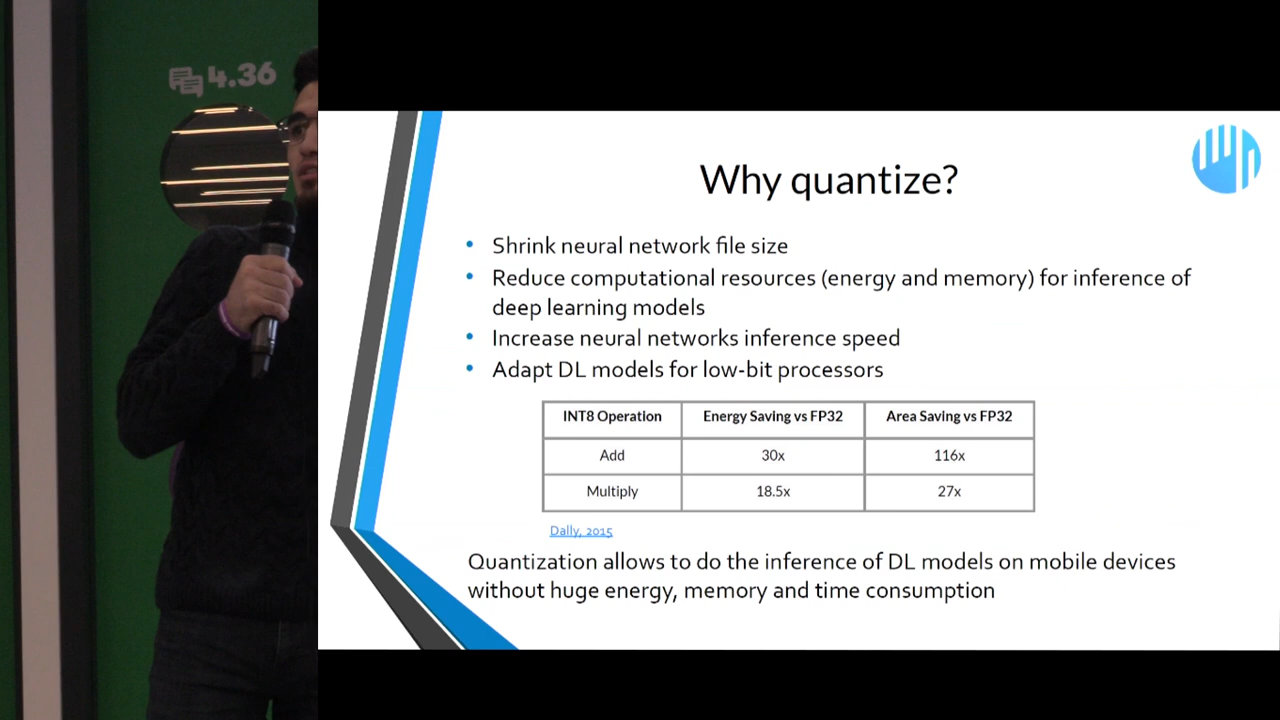 4.36
Why quantize?
• Shrink neural network file size
• Reduce computational resources (energy and memory) for inference of
deep learning models
• Increase neural networks inference speed
• Adapt DL models for low-bit processors
INT8 Operation Energy Saving vs FP32 Area Saving vs FP32
Add 30x 116x
Multiply 18.5x 27x
Dally, 2015
Quantization allows to do the inference of DL models on mobile devices
without huge energy, memory and time consumption